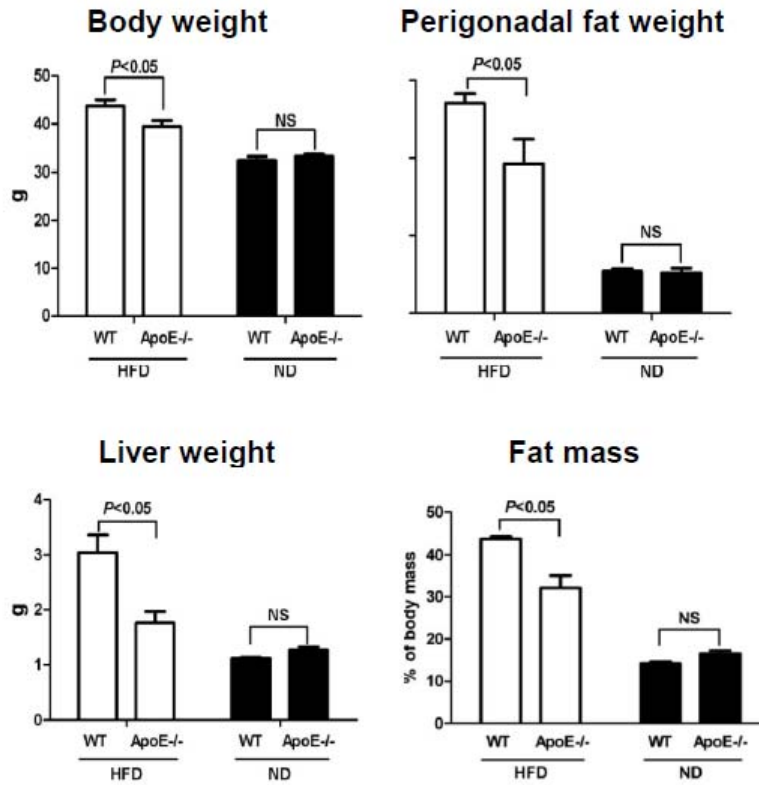 Body weight
P<0.05
NS
50
40
30
20
10
0
g
WT ApoE-/- WT ApoE-/-
HFD ND
Perigonadal fat weight
P<0.05
NS
WT ApoE-/- WT ApoE-/-
HFD ND
Liver weight
P<0.05
NS
4
3
2
1
0
g
WT ApoE-/- WT ApoE-/-
HFD ND
Fat mass
P<0.05
NS
50
40
30
20
10
0
% of body mass
WT ApoE-/- WT ApoE-/-
HFD ND